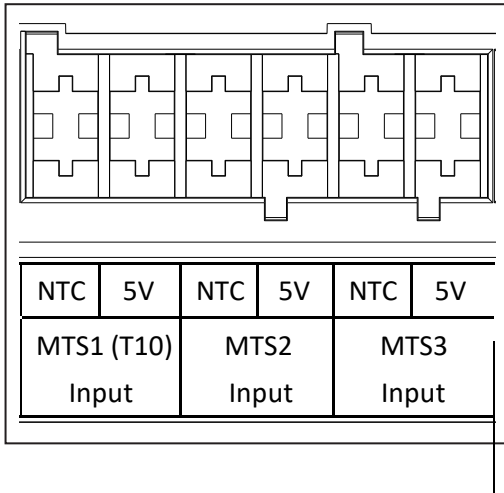 NTC 5V NTC 5V NTC 5V
MTS1 (T10) MTS2 MTS3
Input Input Input